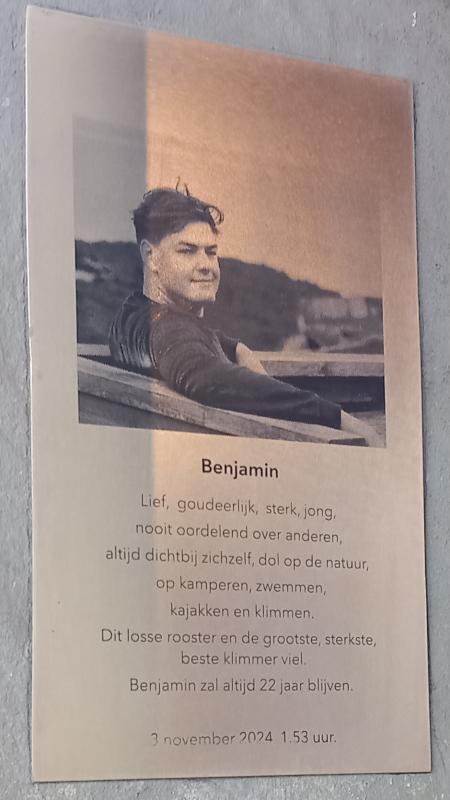 Benjamin
Lief, goudeerlijk, sterk, jong,
nooit oordelend over anderen,
altijd dichtbij zichzelf, dol op de natuur,
op kamperen, zwemmen,
kajakken en klimmen.
Dit losse rooster en de grootste, sterkste,
beste klimmer viel.
Benjamin zal altijd 22 jaar blijven.
3 november 2024 1.53 uur.